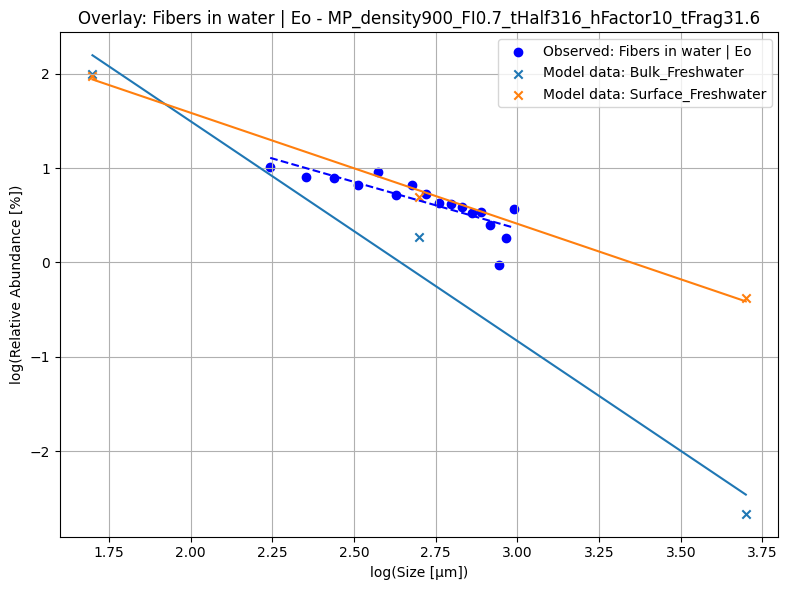 Overlay: Fibers in water | Eo - MP_density900_FI0.7_tHalf316_hFactor10_tFrag31.6
Observed: Fibers in water | Eo
Model data: Bulk_Freshwater
Model data: Surface_Freshwater
log(Relative Abundance [%])
2
1
0
−1
−2
1.75 2.00 2.25 2.50 2.75 3.00 3.25 3.50 3.75
log(Size [μm])